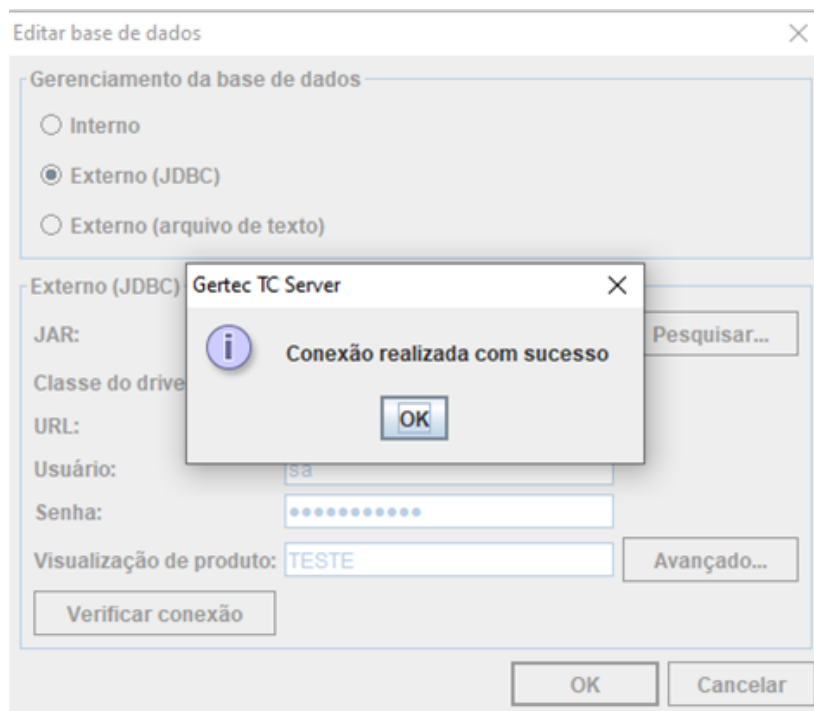 Editar base de dados
Gerenciamento da base de dados
Interno
Externo (JDBC)
Externo (arquivo de texto)
Externo (JDBC)
Gertec TC Server
Conexão realizada com sucesso
OK
JAR:
Pesquisar...
Classe do drive
URL:
Usuário:
sa
Senha:
•••••••••••
Visualização de produto:
TESTE
Avançado...
Verificar conexão
OK
Cancelar